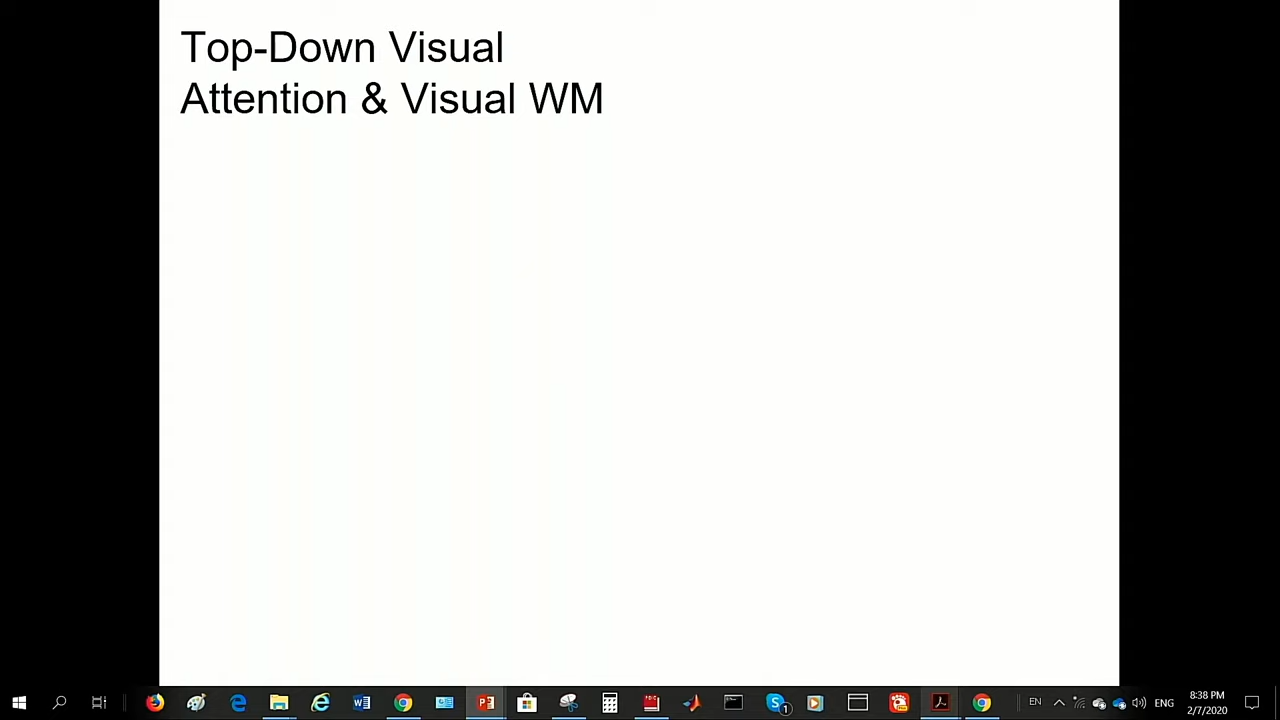 Top-Down Visual
Attention & Visual WM
EN
ENG
8:38 PM
2/7/2020